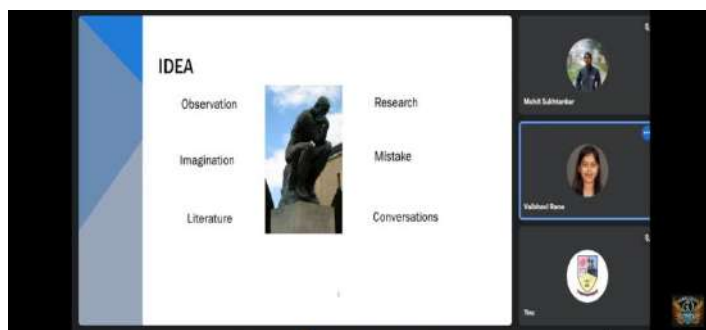 IDEA
Observation
Research
Imagination
Mistake
Literature
Conversations
Mohit Sukhtankar
Vaibhavi Rane
You